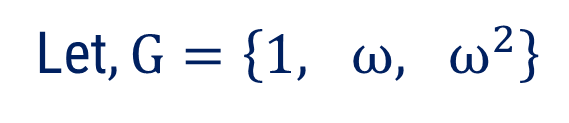 Let, G = {1, ω, ω²}